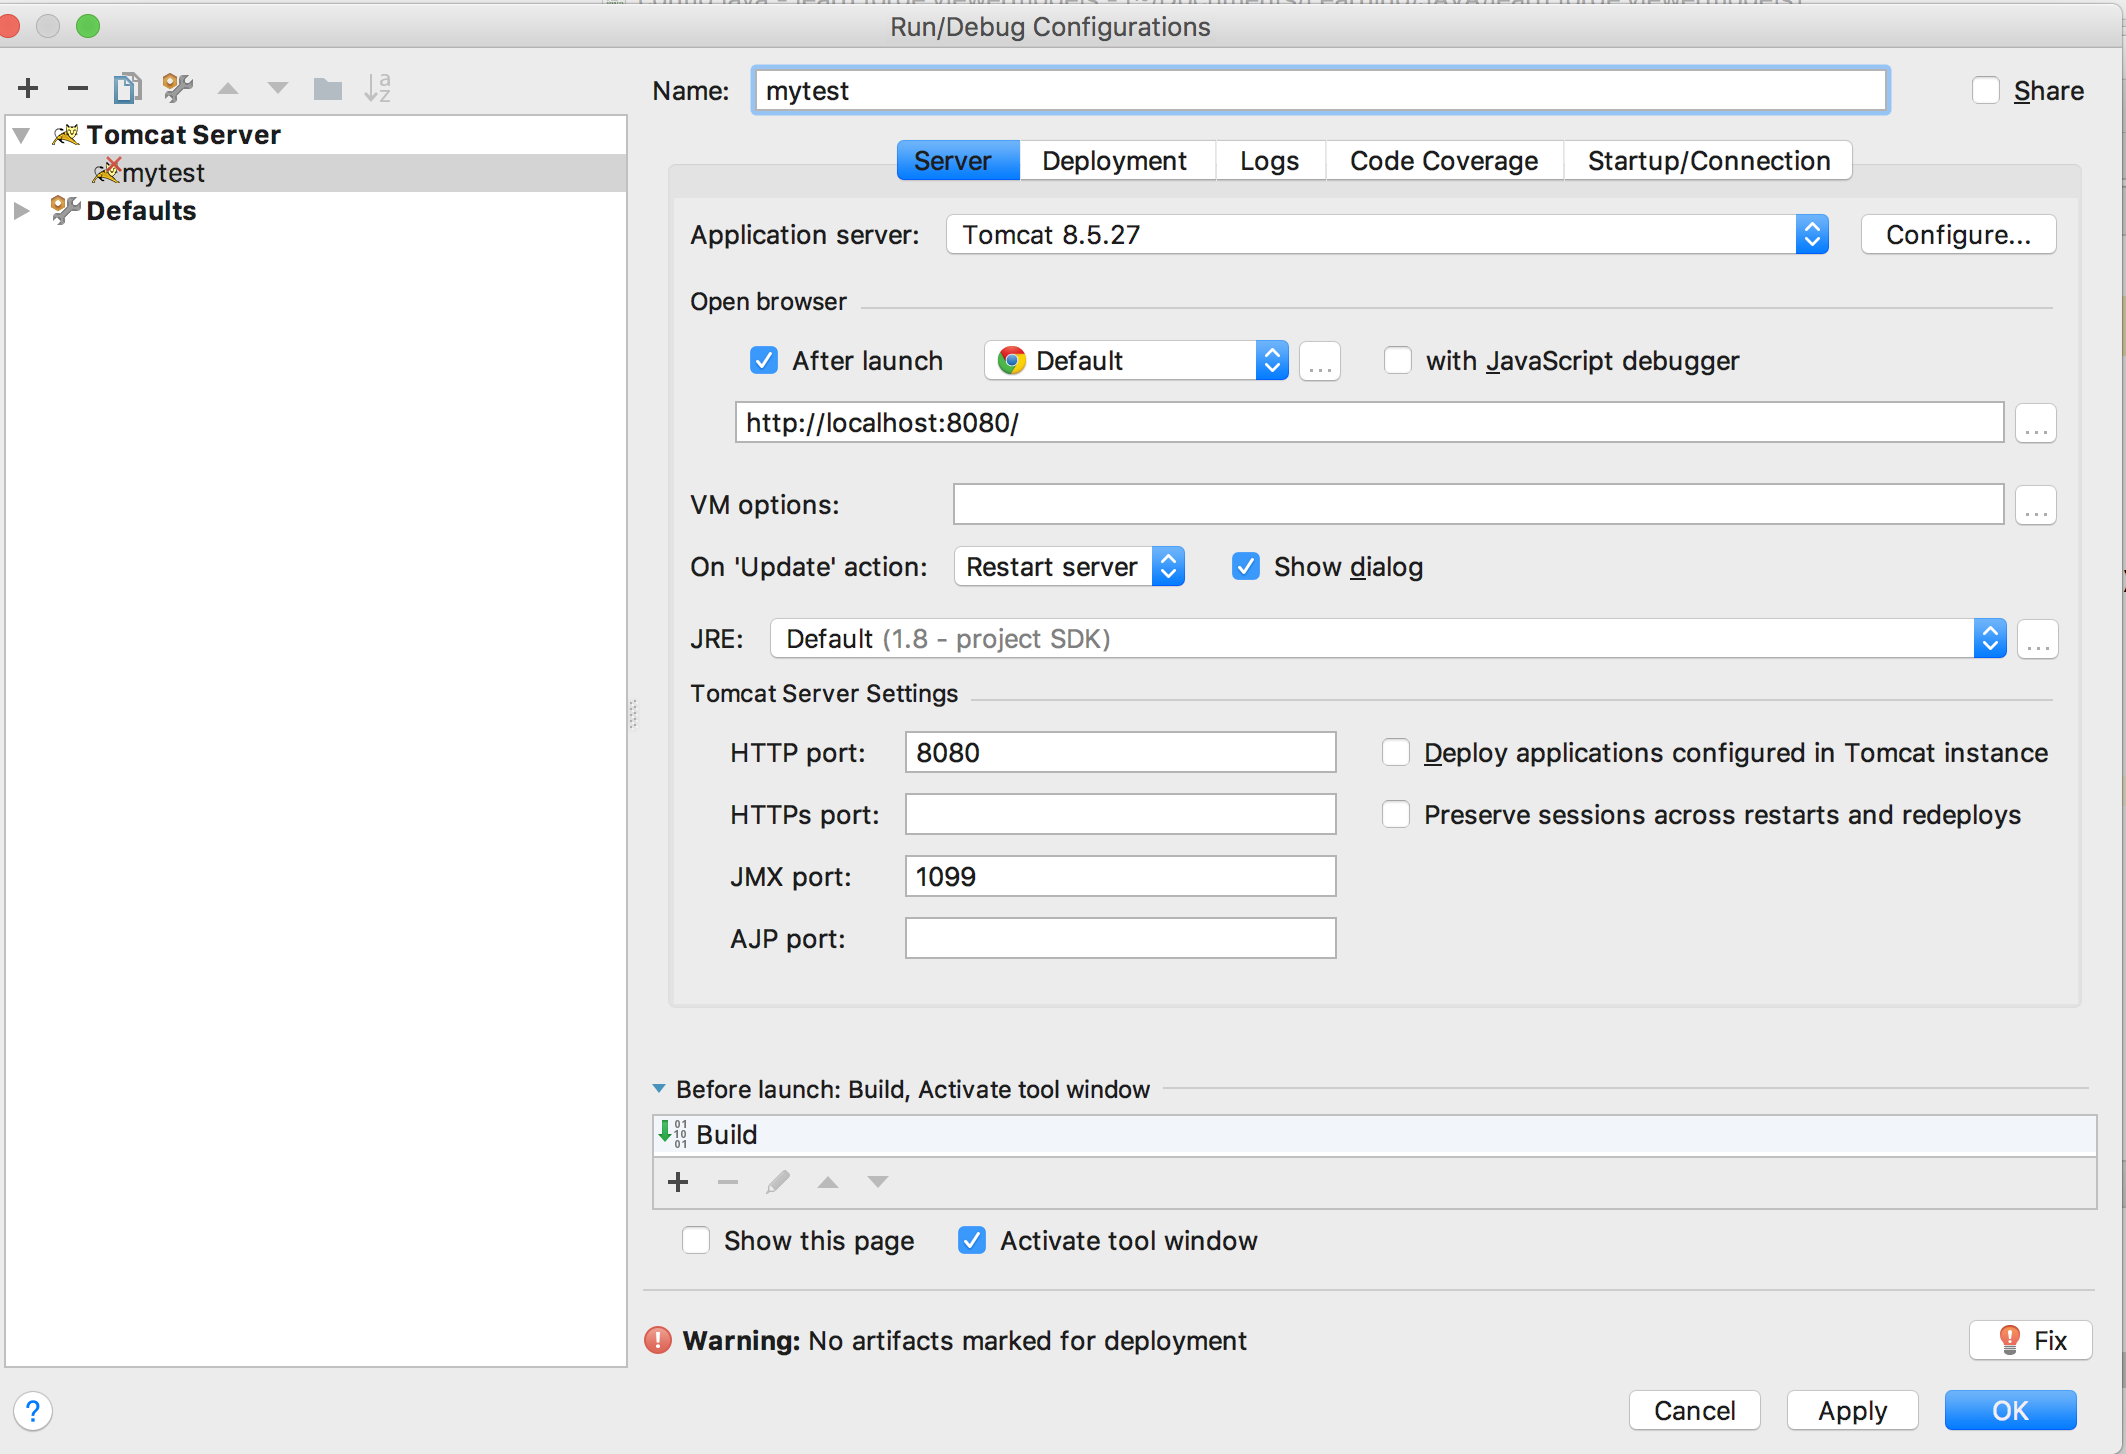 Run/Debug Configurations
Name: mytest
Share
Tomcat Server
mytest
Defaults
Server Deployment Logs Code Coverage Startup/Connection
Application server: Tomcat 8.5.27 Configure...
Open browser
After launch Default ... with JavaScript debugger
http://localhost:8080/ ...
VM options: ...
On 'Update' action: Restart server Show dialog
JRE: Default (1.8 - project SDK) ...
Tomcat Server Settings
HTTP port: 8080 Deploy applications configured in Tomcat instance
HTTPs port: Preserve sessions across restarts and redeploys
JMX port: 1099
AJP port:
Before launch: Build, Activate tool window
Build
Show this page Activate tool window
Warning: No artifacts marked for deployment Fix
? Cancel Apply OK